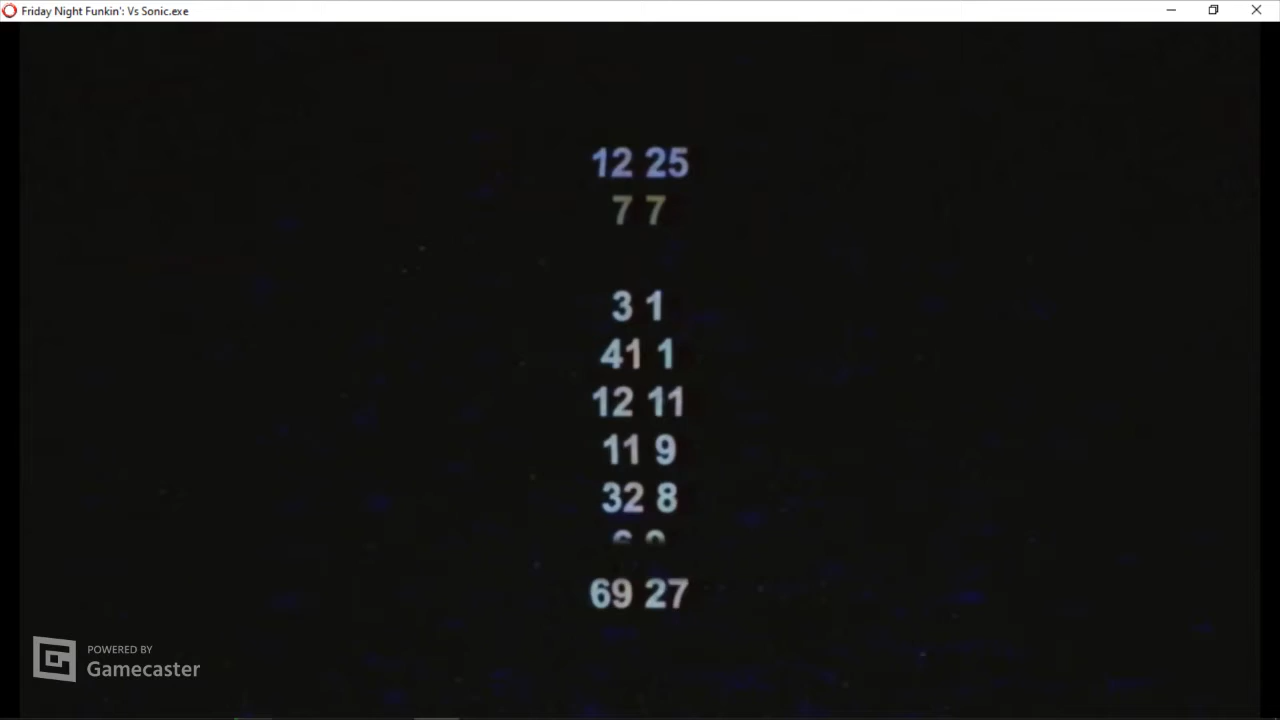 Friday Night Funkin': Vs Sonic.exe
12 25
7 7
3 1
41 1
12 11
11 9
32 8
69 27
POWERED BY
Gamecaster